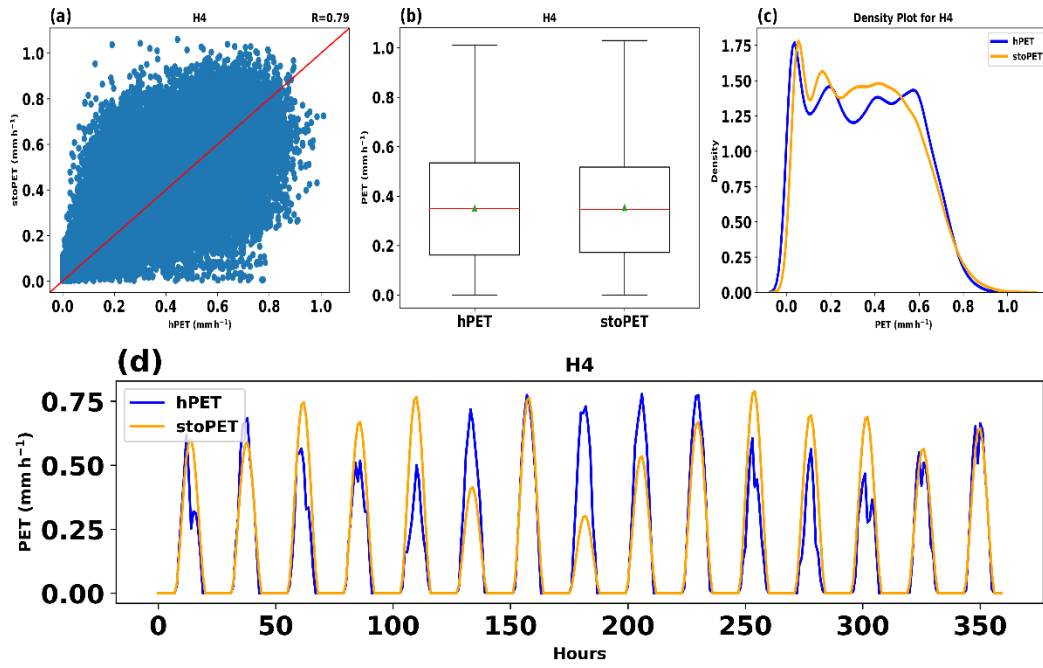 (a) H4 R=0.79
1.0
0.8
0.6
0.4
0.2
0.0
stoPET (mm h⁻¹)
0.0 0.2 0.4 0.6 0.8 1.0
hPET (mm h⁻¹)
(b) H4
1.0
0.8
0.6
0.4
0.2
0.0
PET (mm h⁻¹)
hPET stoPET
(c) Density Plot for H4
hPET
stoPET
1.75
1.50
1.25
1.00
0.75
0.50
0.25
0.00
Density
0.0 0.2 0.4 0.6 0.8 1.0
PET (mm h⁻¹)
(d) H4
hPET
stoPET
0.75
0.50
0.25
0.00
PET (mm h⁻¹)
0 50 100 150 200 250 300 350
Hours